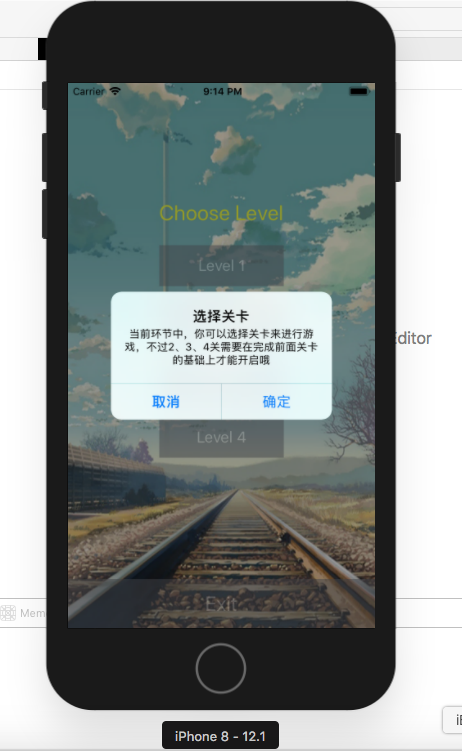 Carrier
9:14 PM
Choose Level
Level 1
选择关卡
当前环节中，你可以选择关卡来进行游
戏，不过2、3、4关需要在完成前面关卡
的基础上才能开启哦
取消
确定
Editor
Level 4
Exit
Mem
iPhone 8 - 12.1